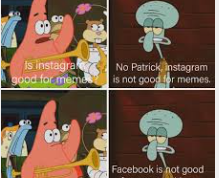 Is instagram
good for memes
No Patrick, instagram
is not good for memes.
Facebook is not good